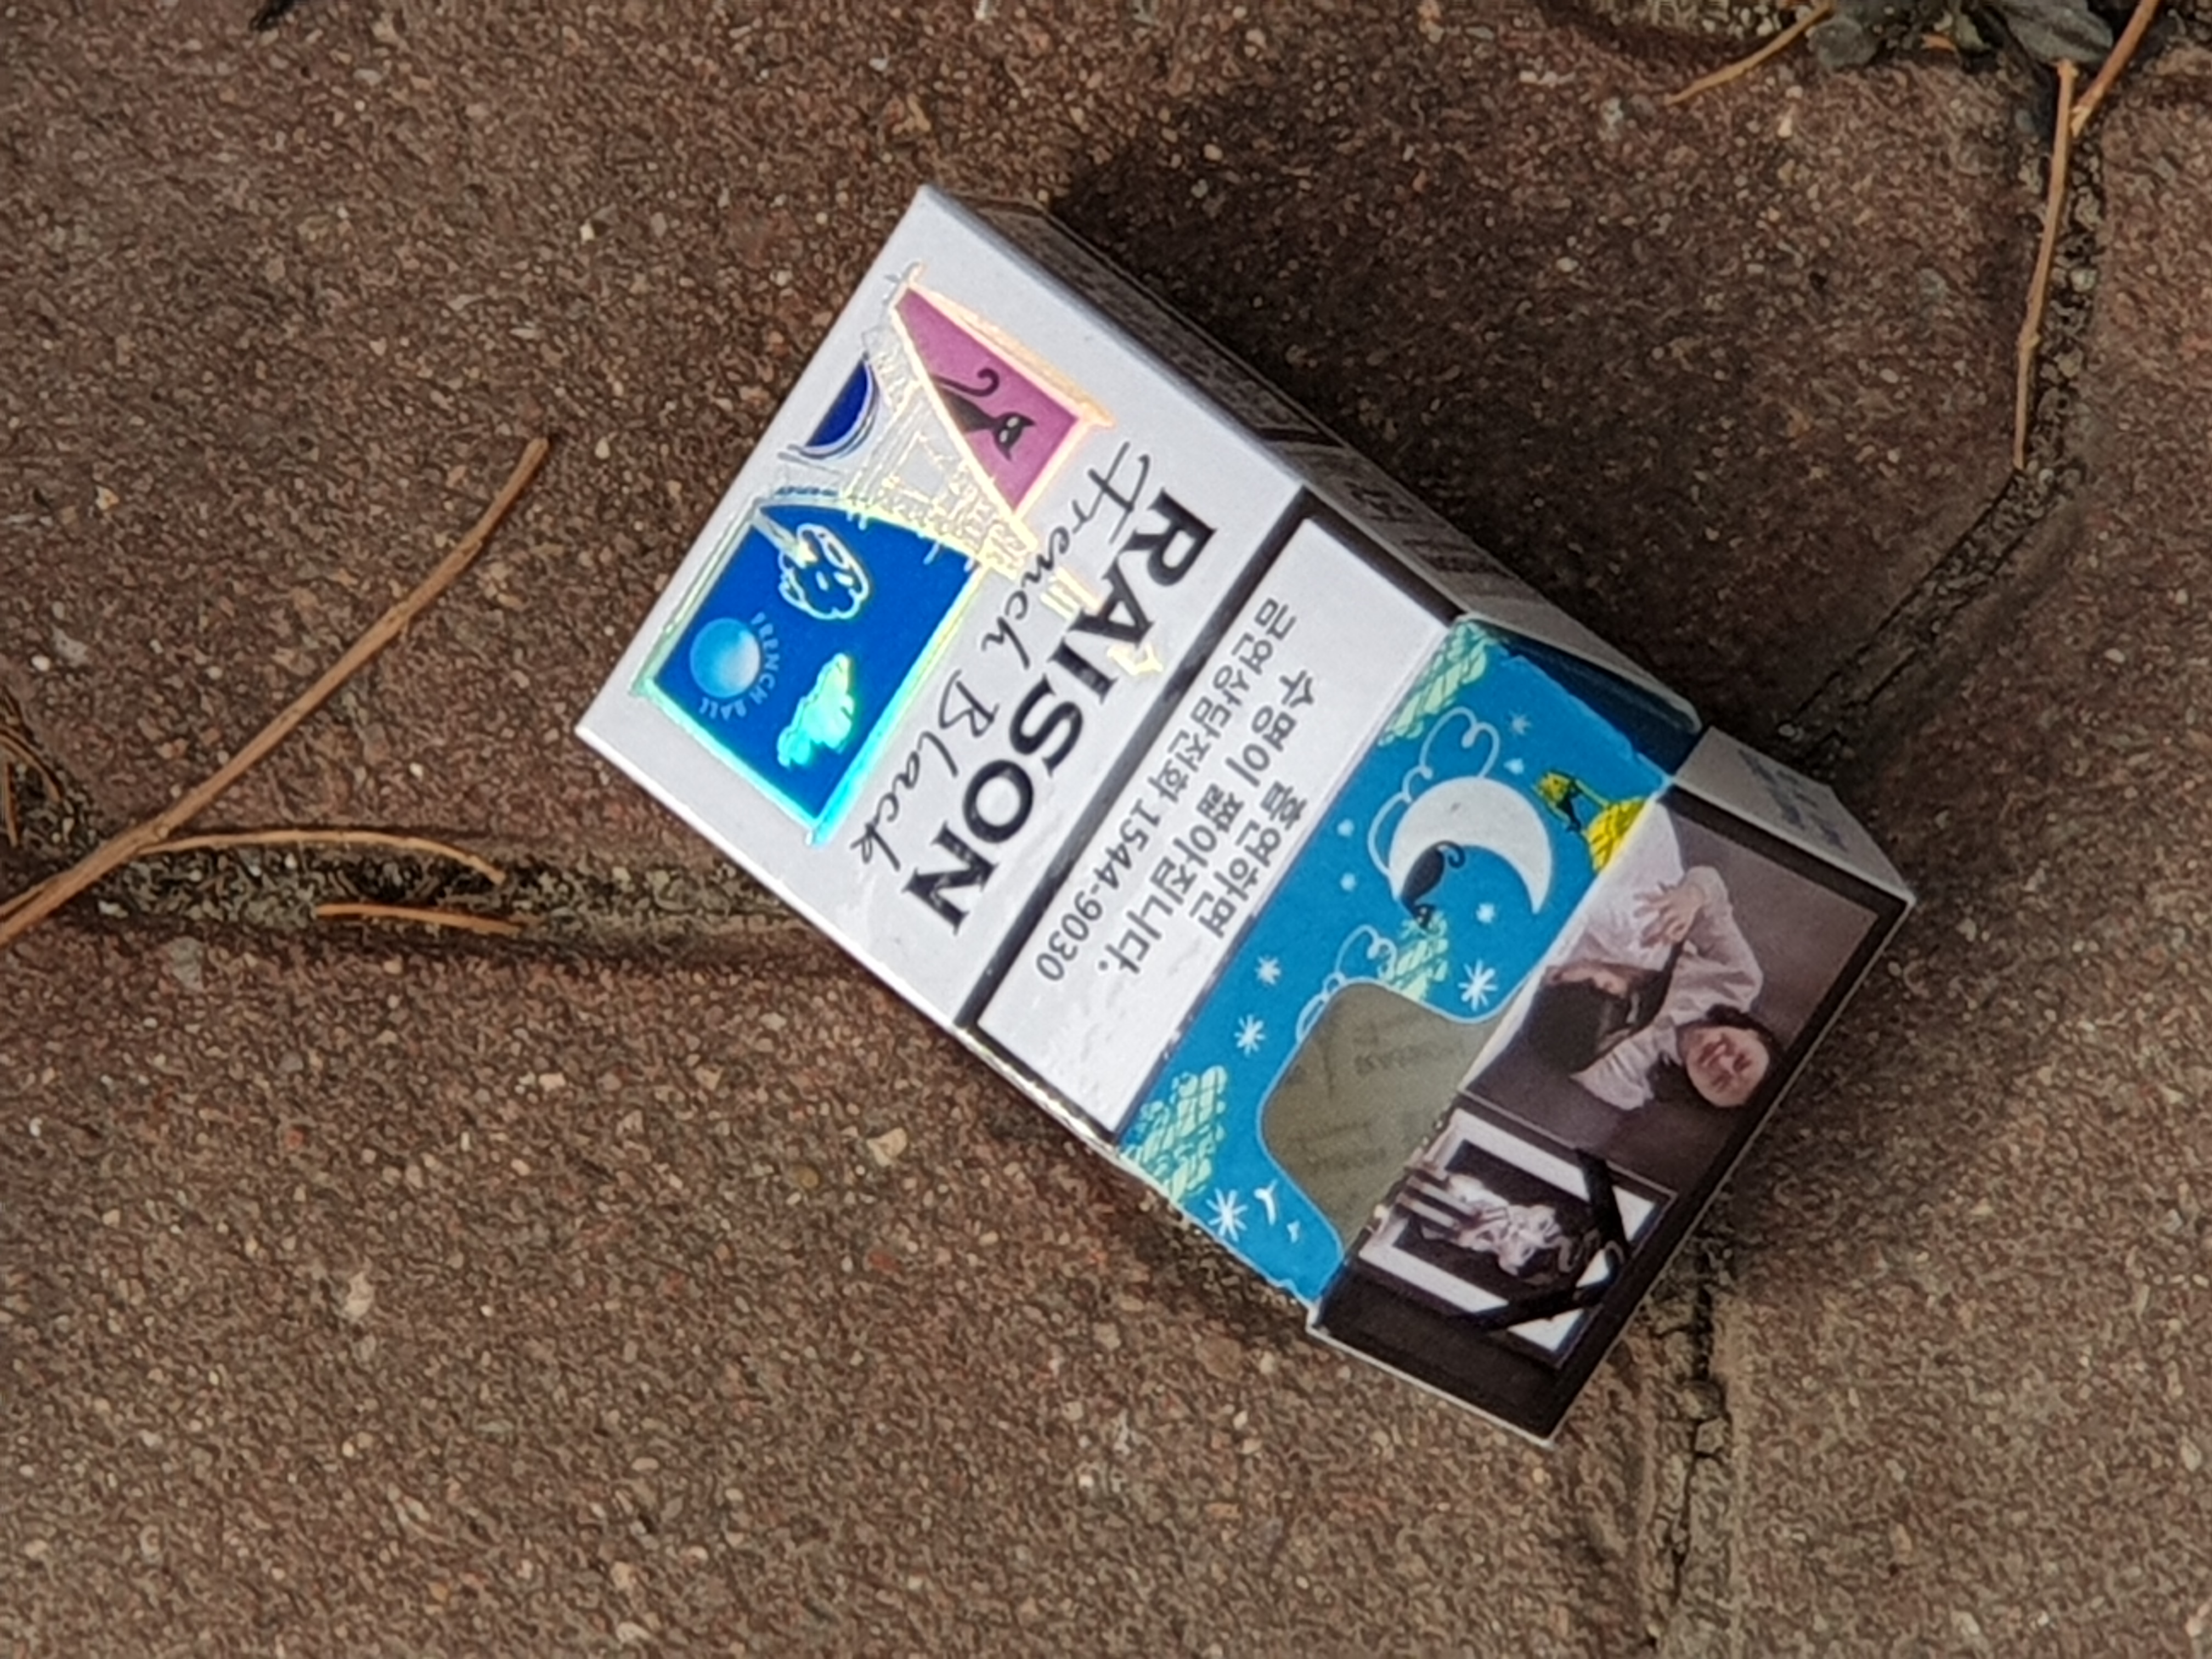 흡연하면
수명이 짧아집니다.
금연상담전화 1544-9030
RAISON
French Black
FRENCH